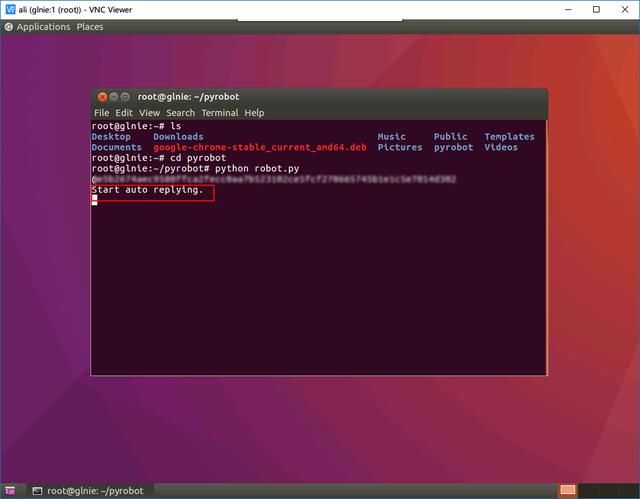 ali (glnie:1 (root)) - VNC Viewer
Applications Places
root@glnie: ~/pyrobot
File Edit View Search Terminal Help
root@glnie:~# ls
Desktop Downloads Music Public Templates
Documents google-chrome-stable_current_amd64.deb Pictures pyrobot Videos
root@glnie:~# cd pyrobot
root@glnie:~/pyrobot# python robot.py
Start auto replying.
root@glnie: ~/pyrobot